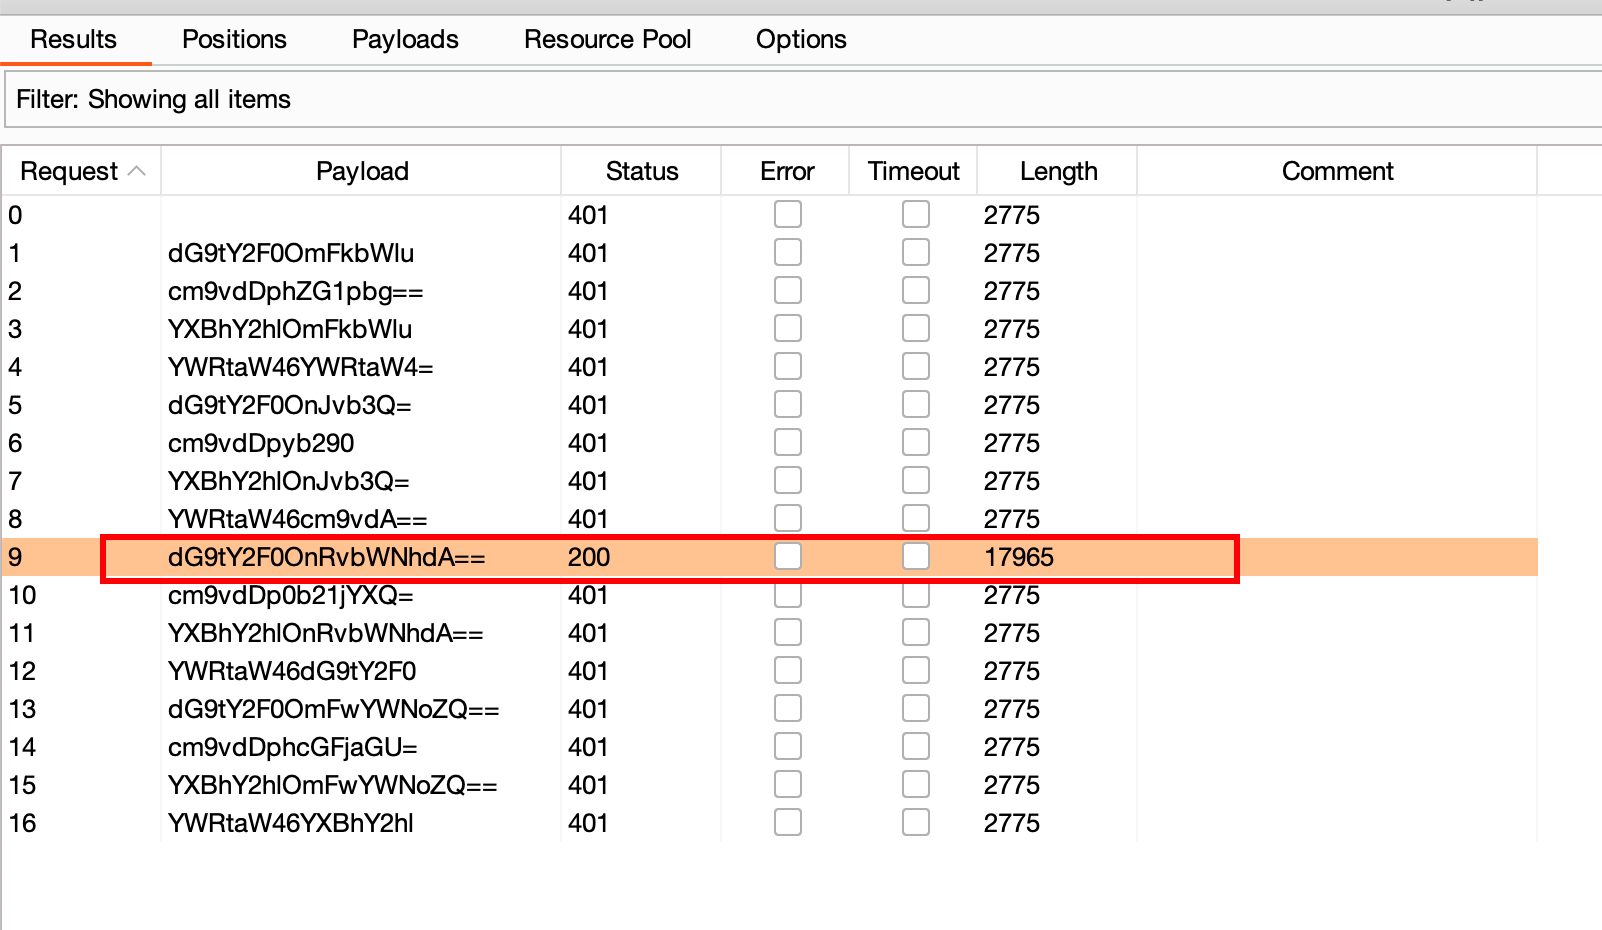 Results Positions Payloads Resource Pool Options
Filter: Showing all items
Request Payload Status Error Timeout Length Comment
0 401 2775
1 dG9tY2F0OmFkbWlu 401 2775
2 cm9vdDphZG1pbg== 401 2775
3 YXBhY2hlOmFkbWlu 401 2775
4 YWRtaW46YWRtaW4= 401 2775
5 dG9tY2F0OnJvb3Q= 401 2775
6 cm9vdDpyb290 401 2775
7 YXBhY2hlOnJvb3Q= 401 2775
8 YWRtaW46cm9vdA== 401 2775
9 dG9tY2F0OnRvbWNhdA== 200 17965
10 cm9vdDp0b21jYXQ= 401 2775
11 YXBhY2hlOnRvbWNhdA== 401 2775
12 YWRtaW46dG9tY2F0 401 2775
13 dG9tY2F0OmFwYWNoZQ== 401 2775
14 cm9vdDphcGFjaGU= 401 2775
15 YXBhY2hlOmFwYWNoZQ== 401 2775
16 YWRtaW46YXBhY2hl 401 2775